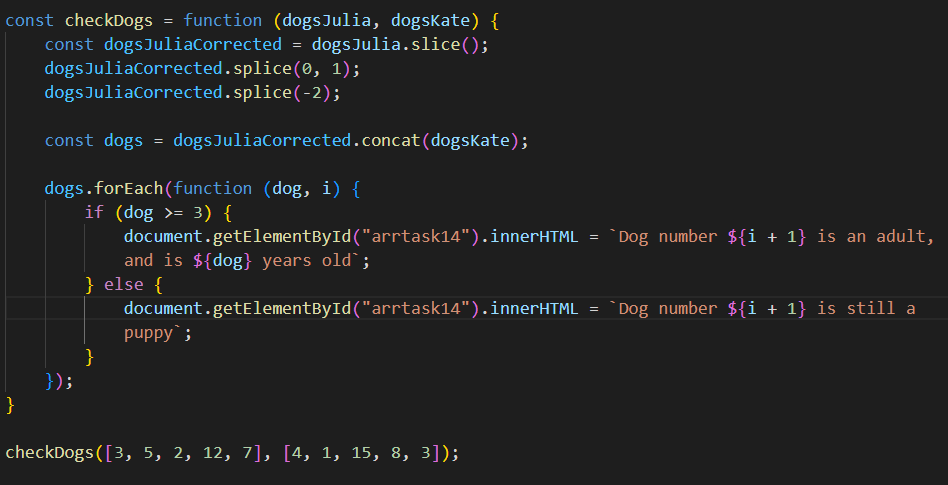 const checkDogs = function (dogsJulia, dogsKate) {
    const dogsJuliaCorrected = dogsJulia.slice();
    dogsJuliaCorrected.splice(0, 1);
    dogsJuliaCorrected.splice(-2);

    const dogs = dogsJuliaCorrected.concat(dogsKate);

    dogs.forEach(function (dog, i) {
        if (dog >= 3) {
            document.getElementById("arrtask14").innerHTML = `Dog number ${i + 1} is an adult,
            and is ${dog} years old`;
        } else {
            document.getElementById("arrtask14").innerHTML = `Dog number ${i + 1} is still a
            puppy`;
        }
    });
}

checkDogs([3, 5, 2, 12, 7], [4, 1, 15, 8, 3]);